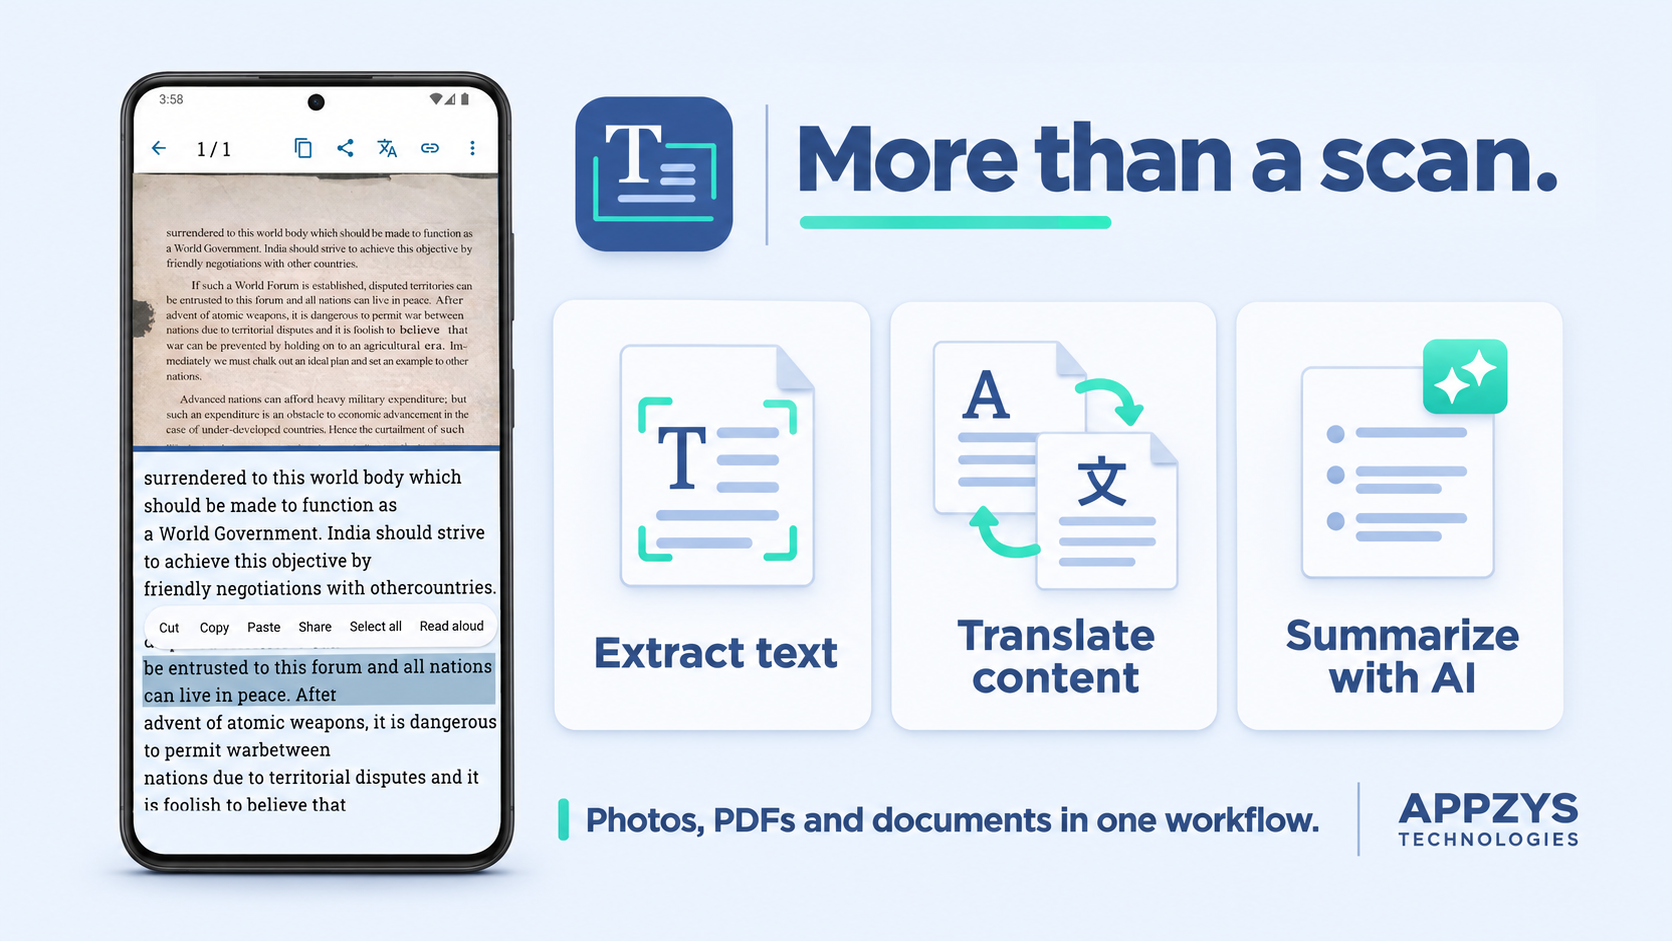 3:58
1 / 1
surrendered to this world body which should be made to function as
a World Government. India should strive to achieve this objective by
friendly negotiations with other countries.
If such a World Forum is established, disputed territories can
be entrusted to this forum and all nations can live in peace. After
advent of atomic weapons, it is dangerous to permit war between
nations due to territorial disputes and it is foolish to believe that
war can be prevented by holding on to an agricultural era. Im-
mediately we must chalk out an ideal plan and set an example to other
nations.
Advanced nations can afford heavy military expenditure; but
such an expenditure is an obstacle to economic advancement in the
case of under-developed countries. Hence the curtailment of such
surrendered to this world body which
should be made to function as
a World Government. India should strive
to achieve this objective by
friendly negotiations with othercountries.
Cut Copy Paste Share Select all Read aloud
be entrusted to this forum and all nations
can live in peace. After
advent of atomic weapons, it is dangerous
to permit warbetween
nations due to territorial disputes and it
is foolish to believe that
T
More than a scan.
T
Extract text
A
文
Translate
content
Summarize
with AI
Photos, PDFs and documents in one workflow.
APPZYS
TECHNOLOGIES